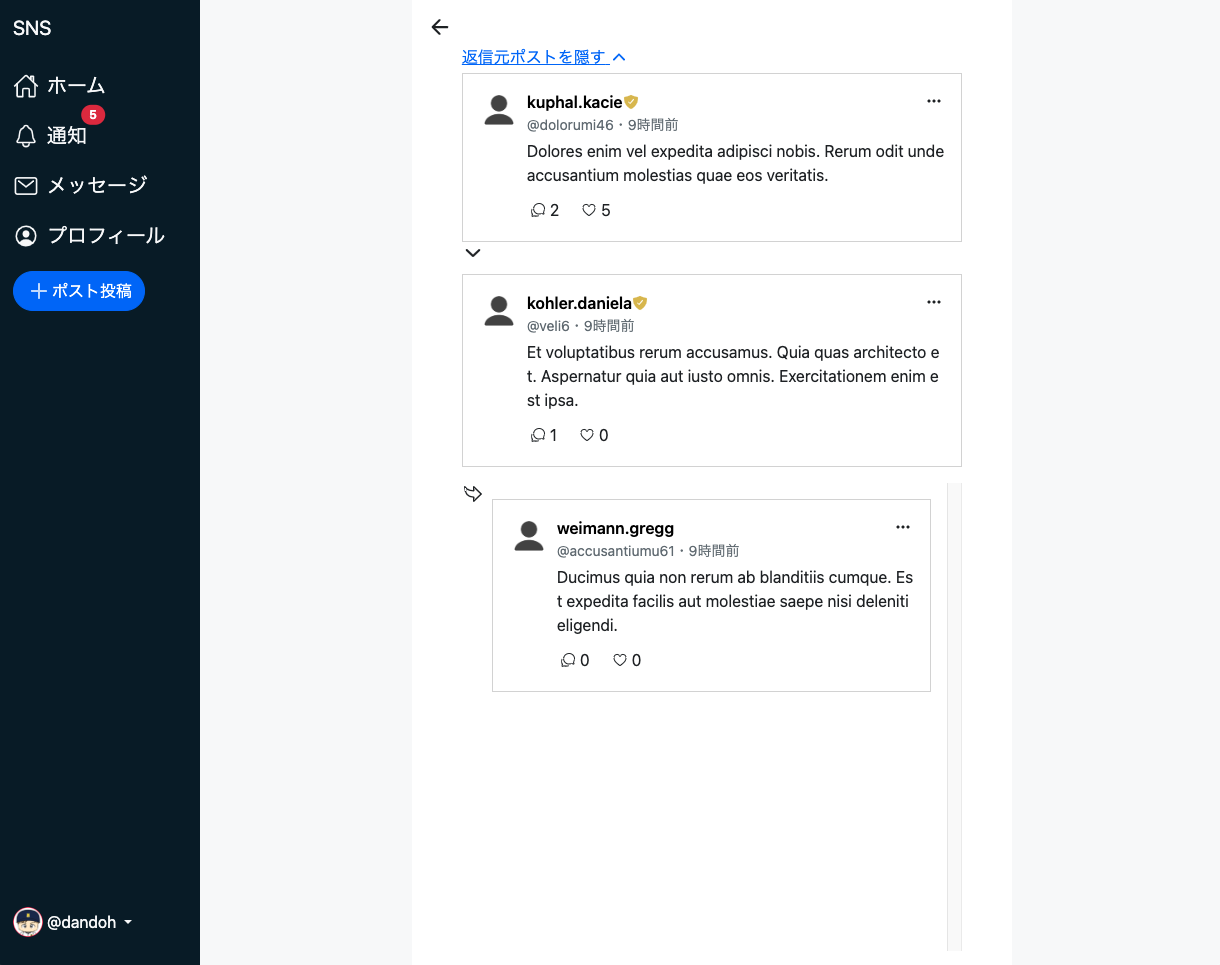 SNS
ホーム
5
通知
メッセージ
プロフィール
ポスト投稿
@dandoh
返信元ポストを隠す
kuphal.kacie
@dolorumi46・9時間前
Dolores enim vel expedita adipisci nobis. Rerum odit unde
accusantium molestias quae eos veritatis.
2 5
kohler.daniela
@veli6・9時間前
Et voluptatibus rerum accusamus. Quia quas architecto e
t. Aspernatur quia aut iusto omnis. Exercitationem enim e
st ipsa.
1 0
weimann.gregg
@accusantiumu61・9時間前
Ducimus quia non rerum ab blanditiis cumque. Es
t expedita facilis aut molestiae saepe nisi deleniti
eligendi.
0 0